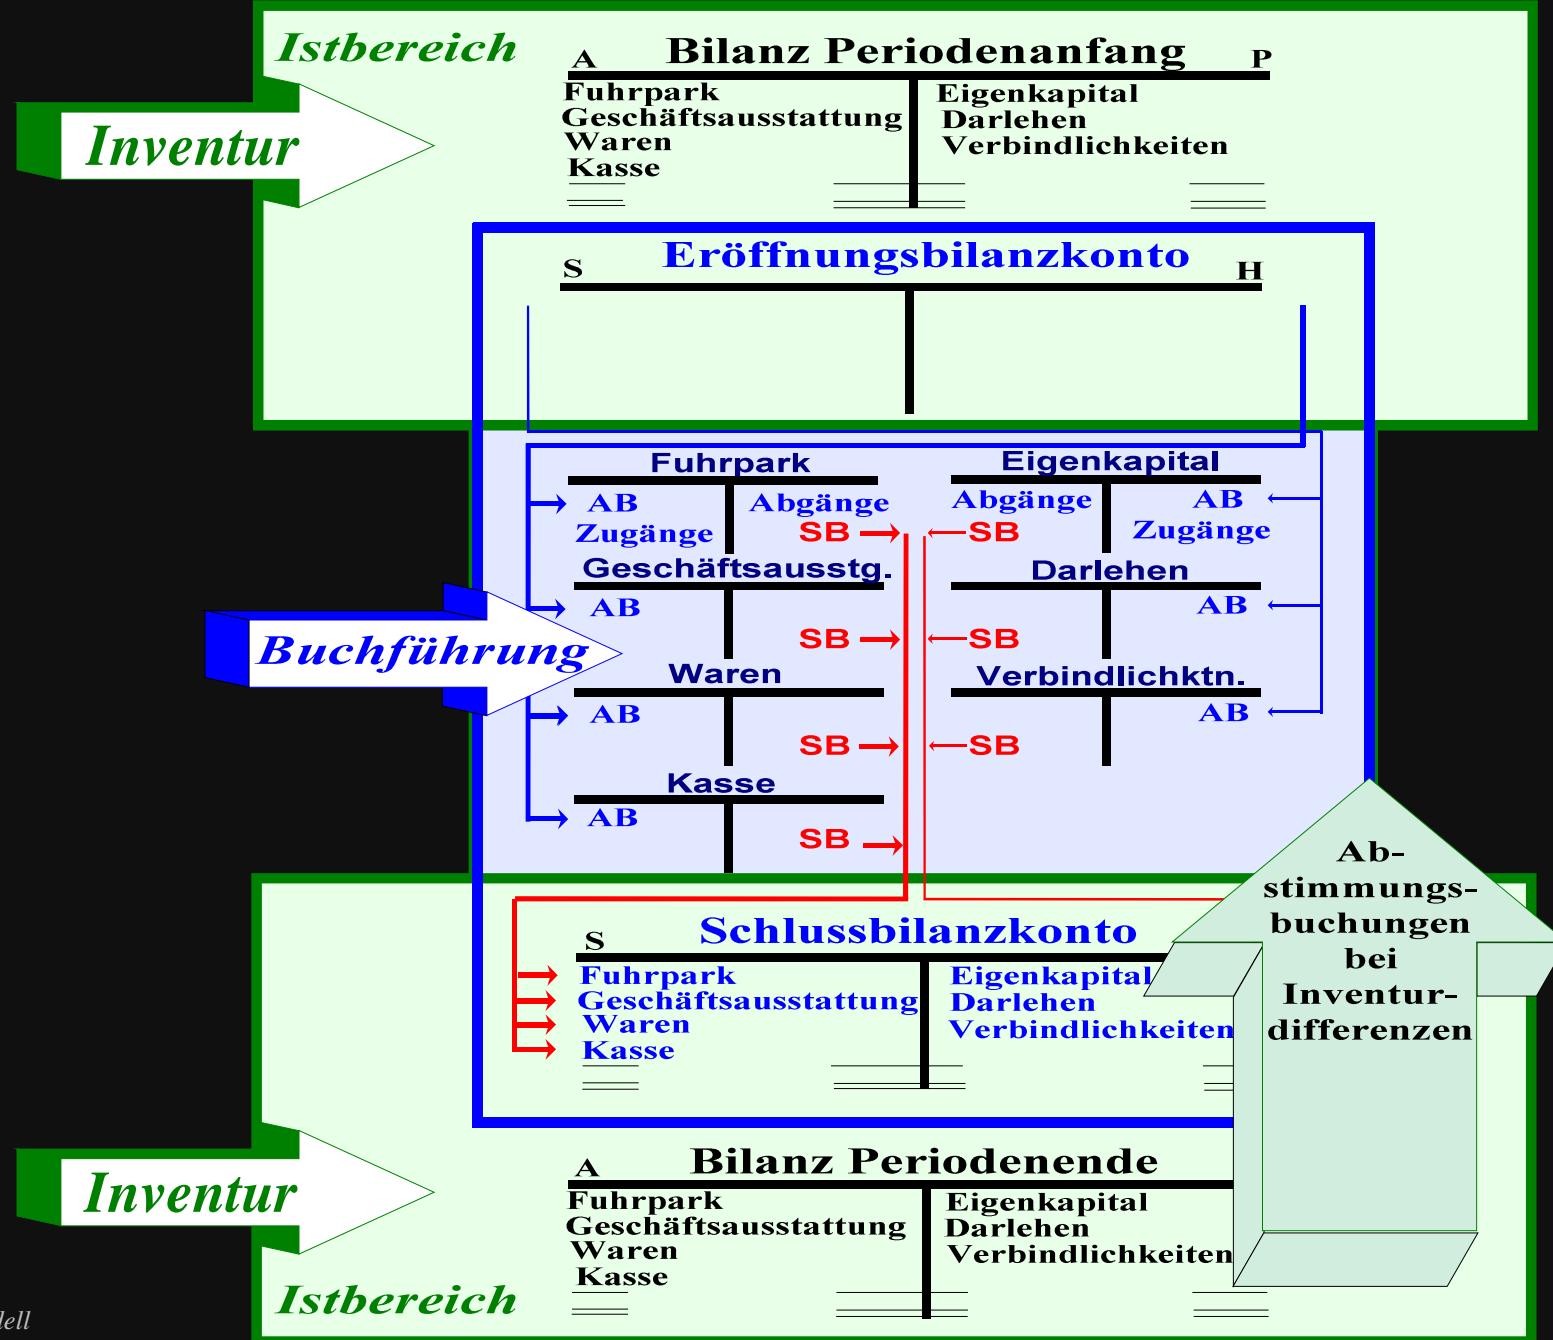 Istbereich
A Bilanz Periodenanfang P
Fuhrpark Eigenkapital
Geschäftsausstattung Darlehen
Waren Verbindlichkeiten
Kasse
Inventur
Eröffnungsbilanzkonto
S H
Fuhrpark Eigenkapital
AB Abgänge Abgänge AB
Zugänge SB SB Zugänge
Geschäftsausstg. Darlehen
AB AB
SB SB
Buchführung
Waren Verbindlichktn.
AB AB
SB SB
Kasse
AB
SB
Ab-
stimmungs-
buchungen
bei
Inventur-
differenzen
Schlussbilanzkonto
S
Fuhrpark Eigenkapital
Geschäftsausstattung Darlehen
Waren Verbindlichkeiten
Kasse
Inventur
A Bilanz Periodenende
Fuhrpark Eigenkapital
Geschäftsausstattung Darlehen
Waren Verbindlichkeiten
Kasse
Istbereich